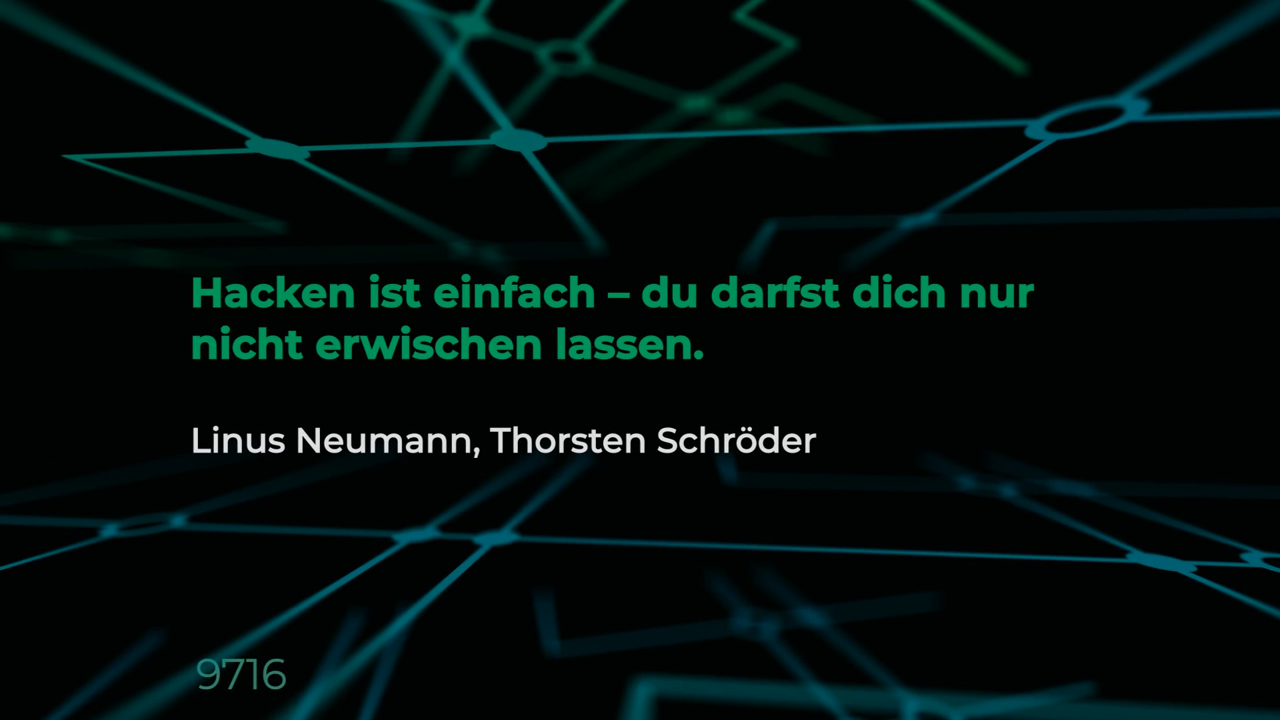 Hacken ist einfach – du darfst dich nur
nicht erwischen lassen.
Linus Neumann, Thorsten Schröder
9716